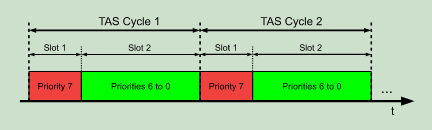 TAS Cycle 1 TAS Cycle 2
Slot 1 Slot 2 Slot 1 Slot 2
Priority 7 Priorities 6 to 0 Priority 7 Priorities 6 to 0 ...
t